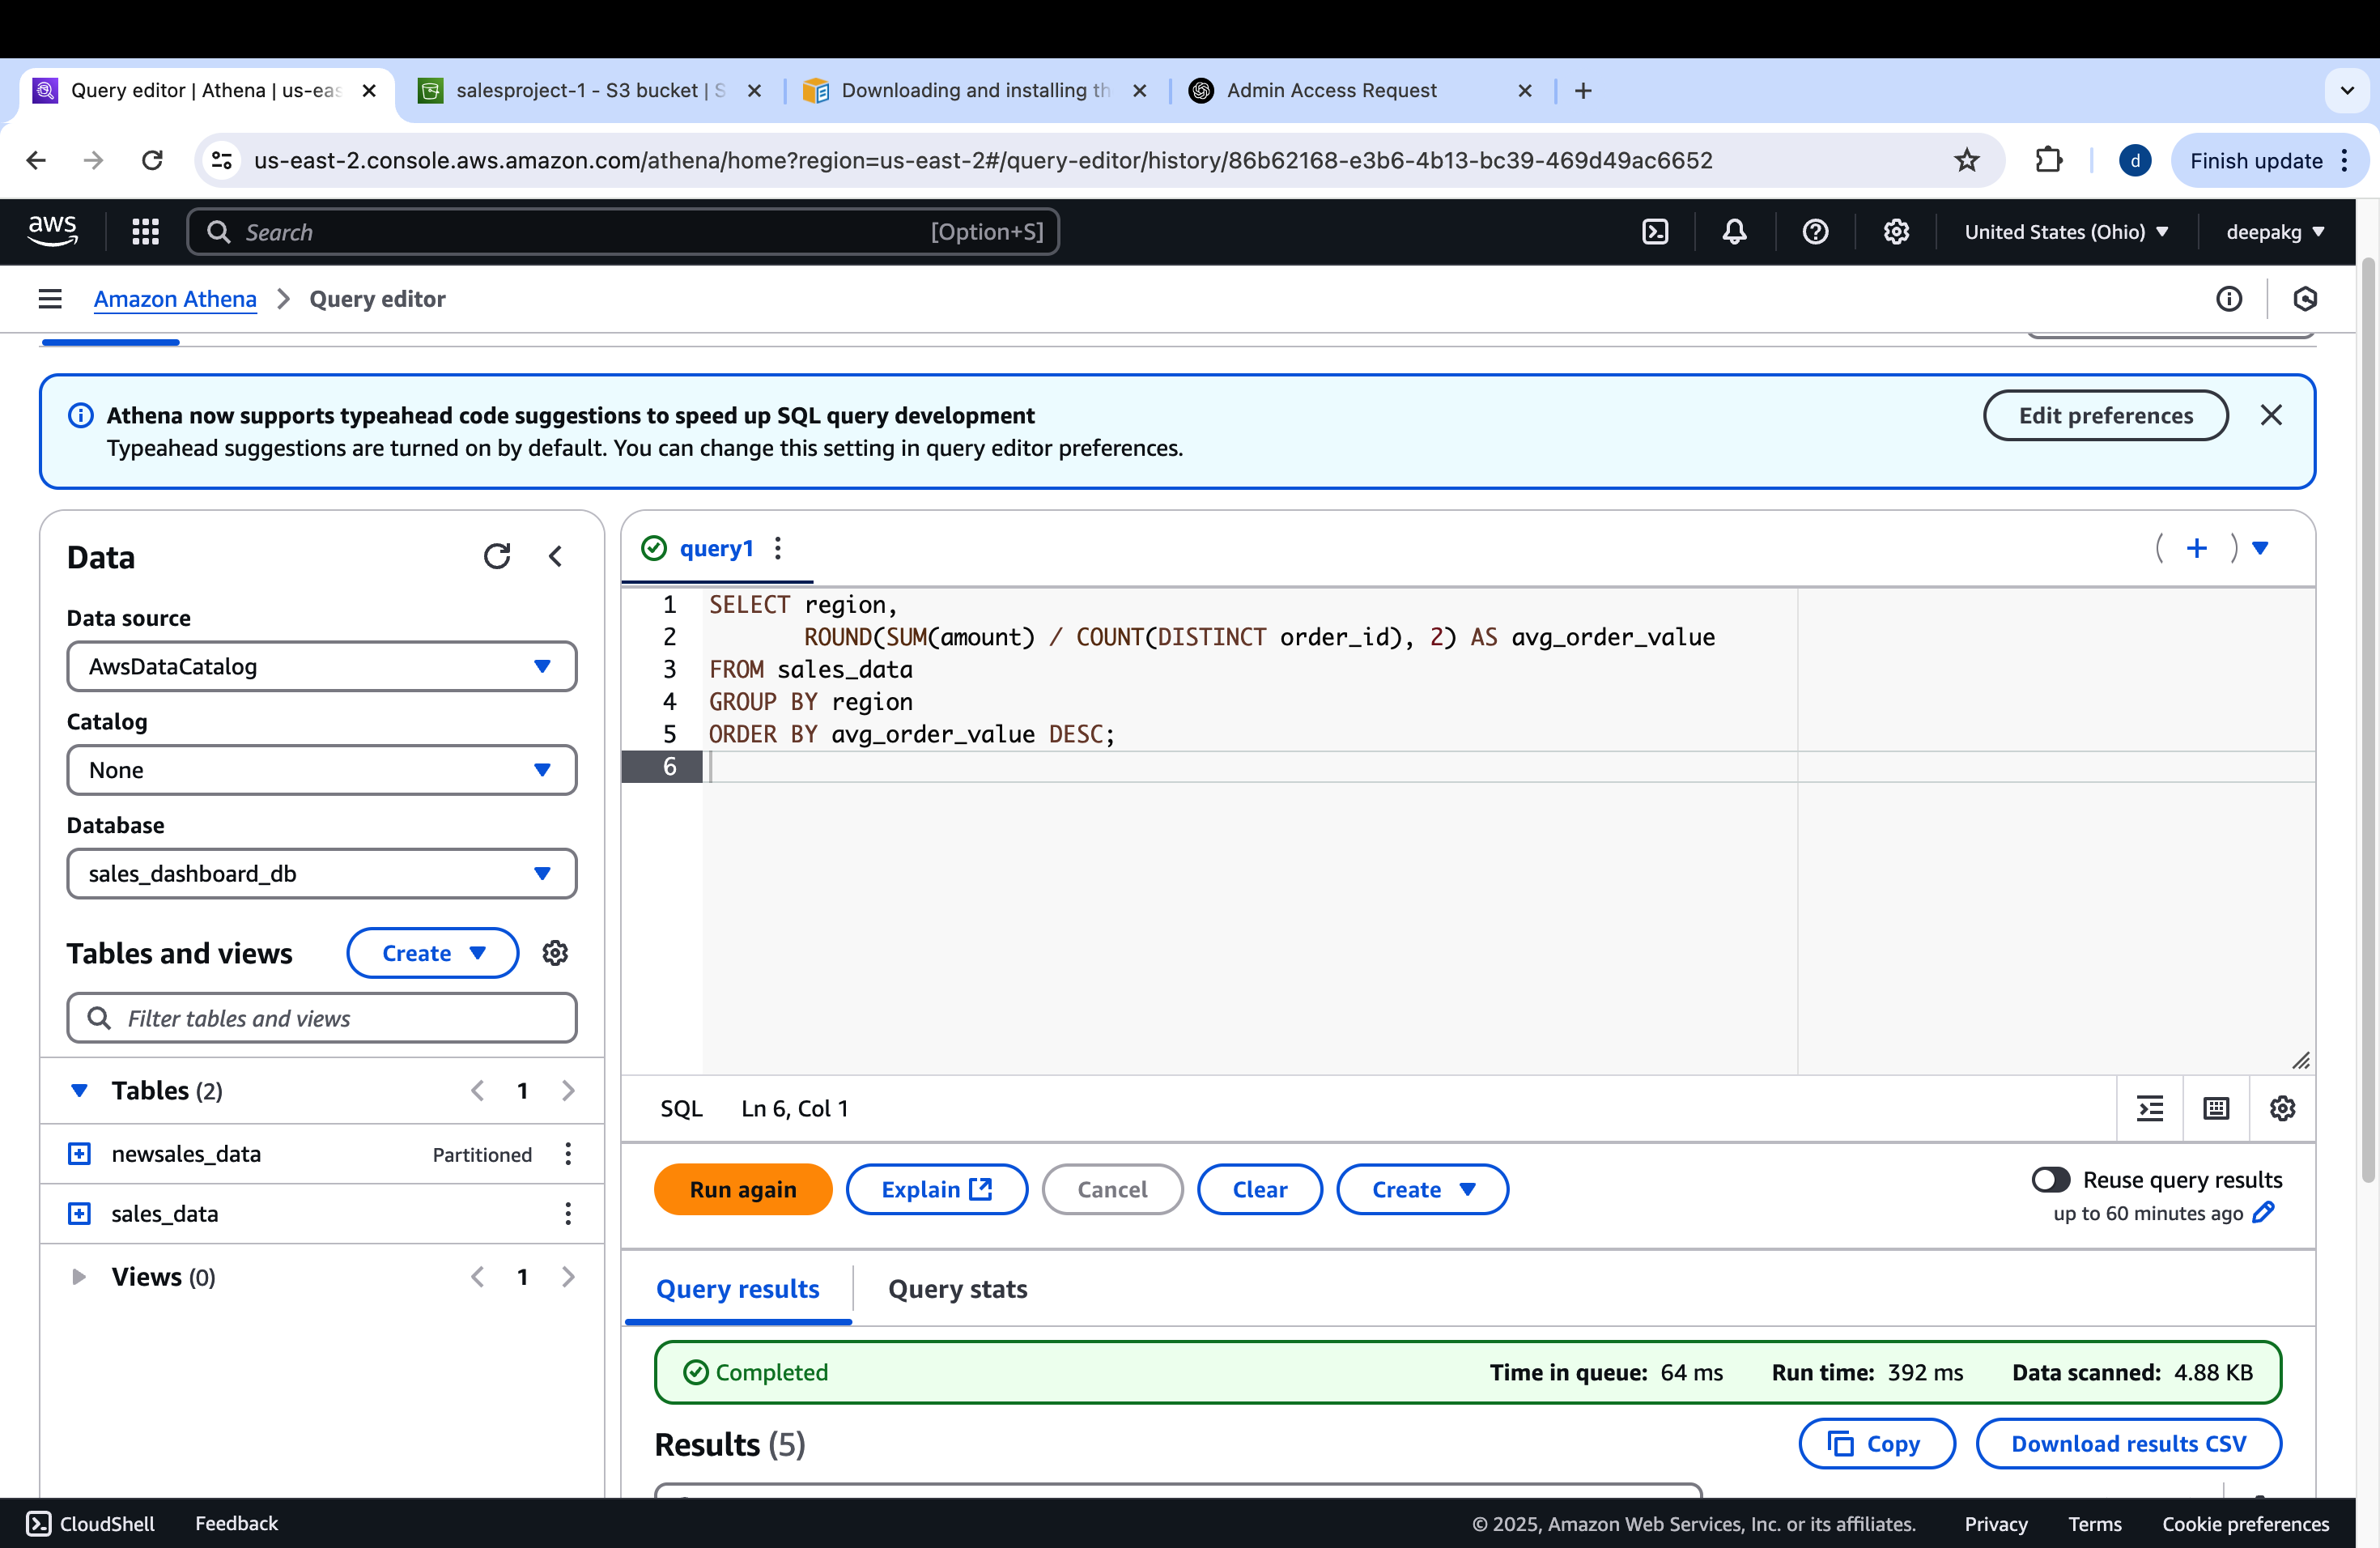 Query editor | Athena | us-eas
salesproject-1 - S3 bucket | S
Downloading and installing th
Admin Access Request
us-east-2.console.aws.amazon.com/athena/home?region=us-east-2#/query-editor/history/86b62168-e3b6-4b13-bc39-469d49ac6652
d
Finish update
aws
Search
[Option+S]
United States (Ohio)
deepakg
Amazon Athena
Query editor
Athena now supports typeahead code suggestions to speed up SQL query development
Typeahead suggestions are turned on by default. You can change this setting in query editor preferences.
Edit preferences
Data
Data source
AwsDataCatalog
Catalog
None
Database
sales_dashboard_db
Tables and views
Create
Filter tables and views
Tables (2)
1
newsales_data
Partitioned
sales_data
Views (0)
1
query1
1 SELECT region,
2 ROUND(SUM(amount) / COUNT(DISTINCT order_id), 2) AS avg_order_value
3 FROM sales_data
4 GROUP BY region
5 ORDER BY avg_order_value DESC;
6
SQL
Ln 6, Col 1
Run again
Explain
Cancel
Clear
Create
Reuse query results
up to 60 minutes ago
Query results
Query stats
Completed
Time in queue: 64 ms
Run time: 392 ms
Data scanned: 4.88 KB
Results (5)
Copy
Download results CSV
CloudShell
Feedback
© 2025, Amazon Web Services, Inc. or its affiliates.
Privacy
Terms
Cookie preferences